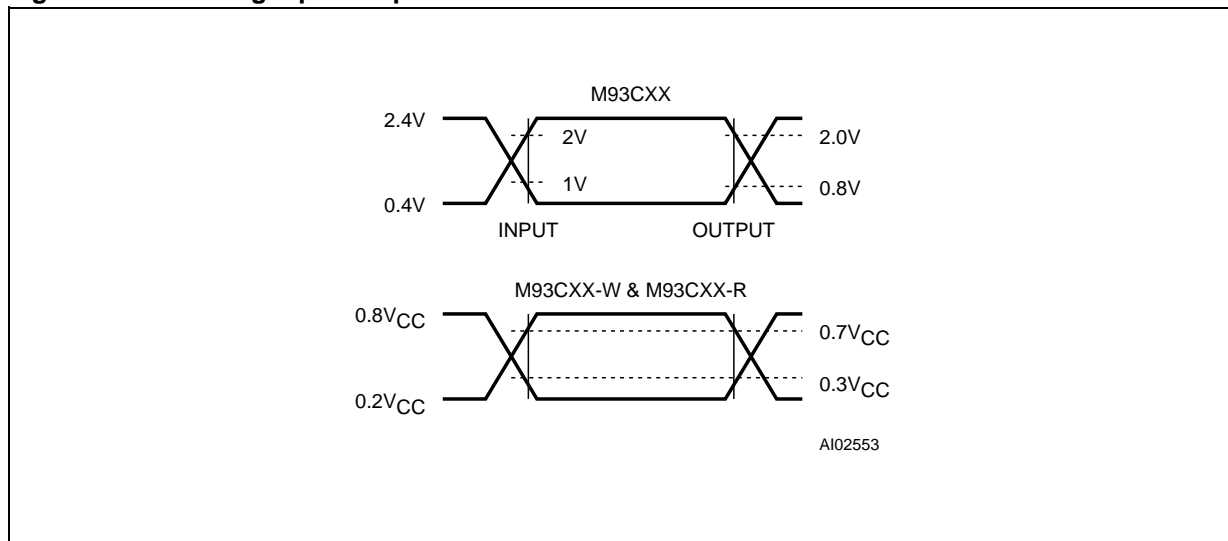 M93CXX
2.4V
2V
2.0V
1V
0.8V
0.4V
INPUT
OUTPUT
M93CXX-W & M93CXX-R
0.8VCC
0.7VCC
0.3VCC
0.2VCC
AI02553